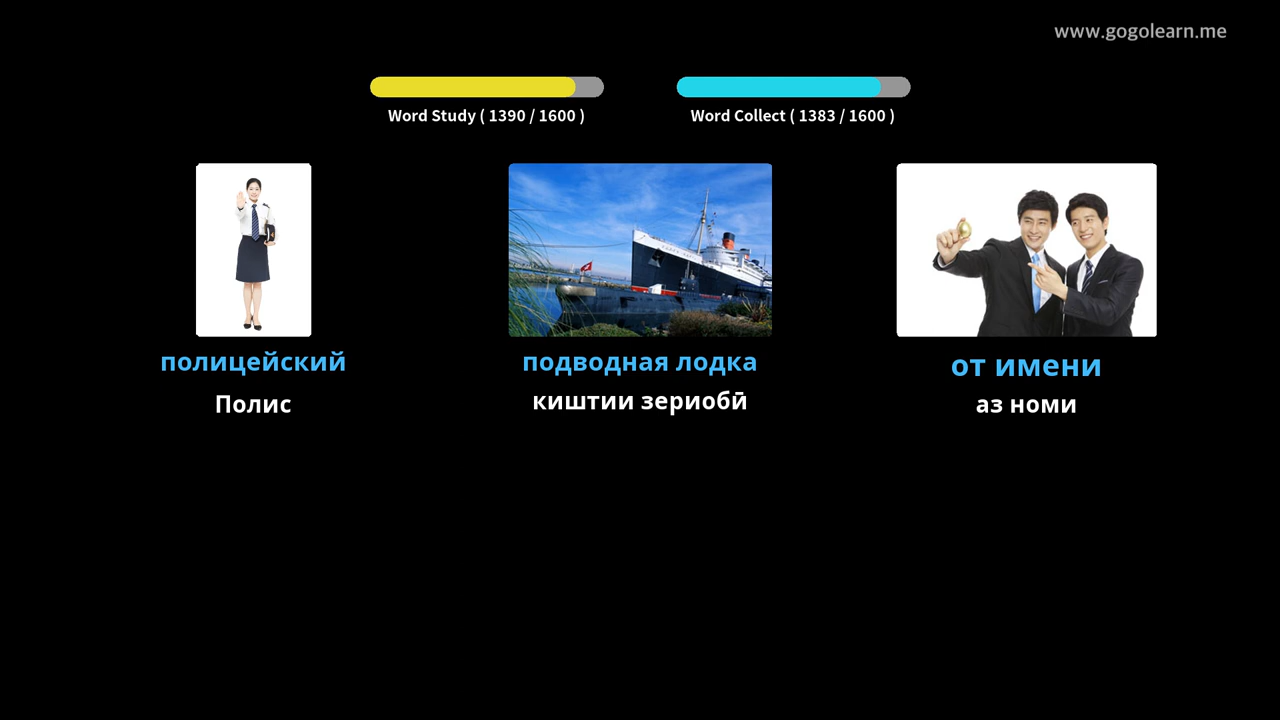 www.gogolearn.me
Word Study ( 1390 / 1600 )
Word Collect ( 1383 / 1600 )
полицейский
Полис
подводная лодка
киштии зериобӣ
от имени
аз номи